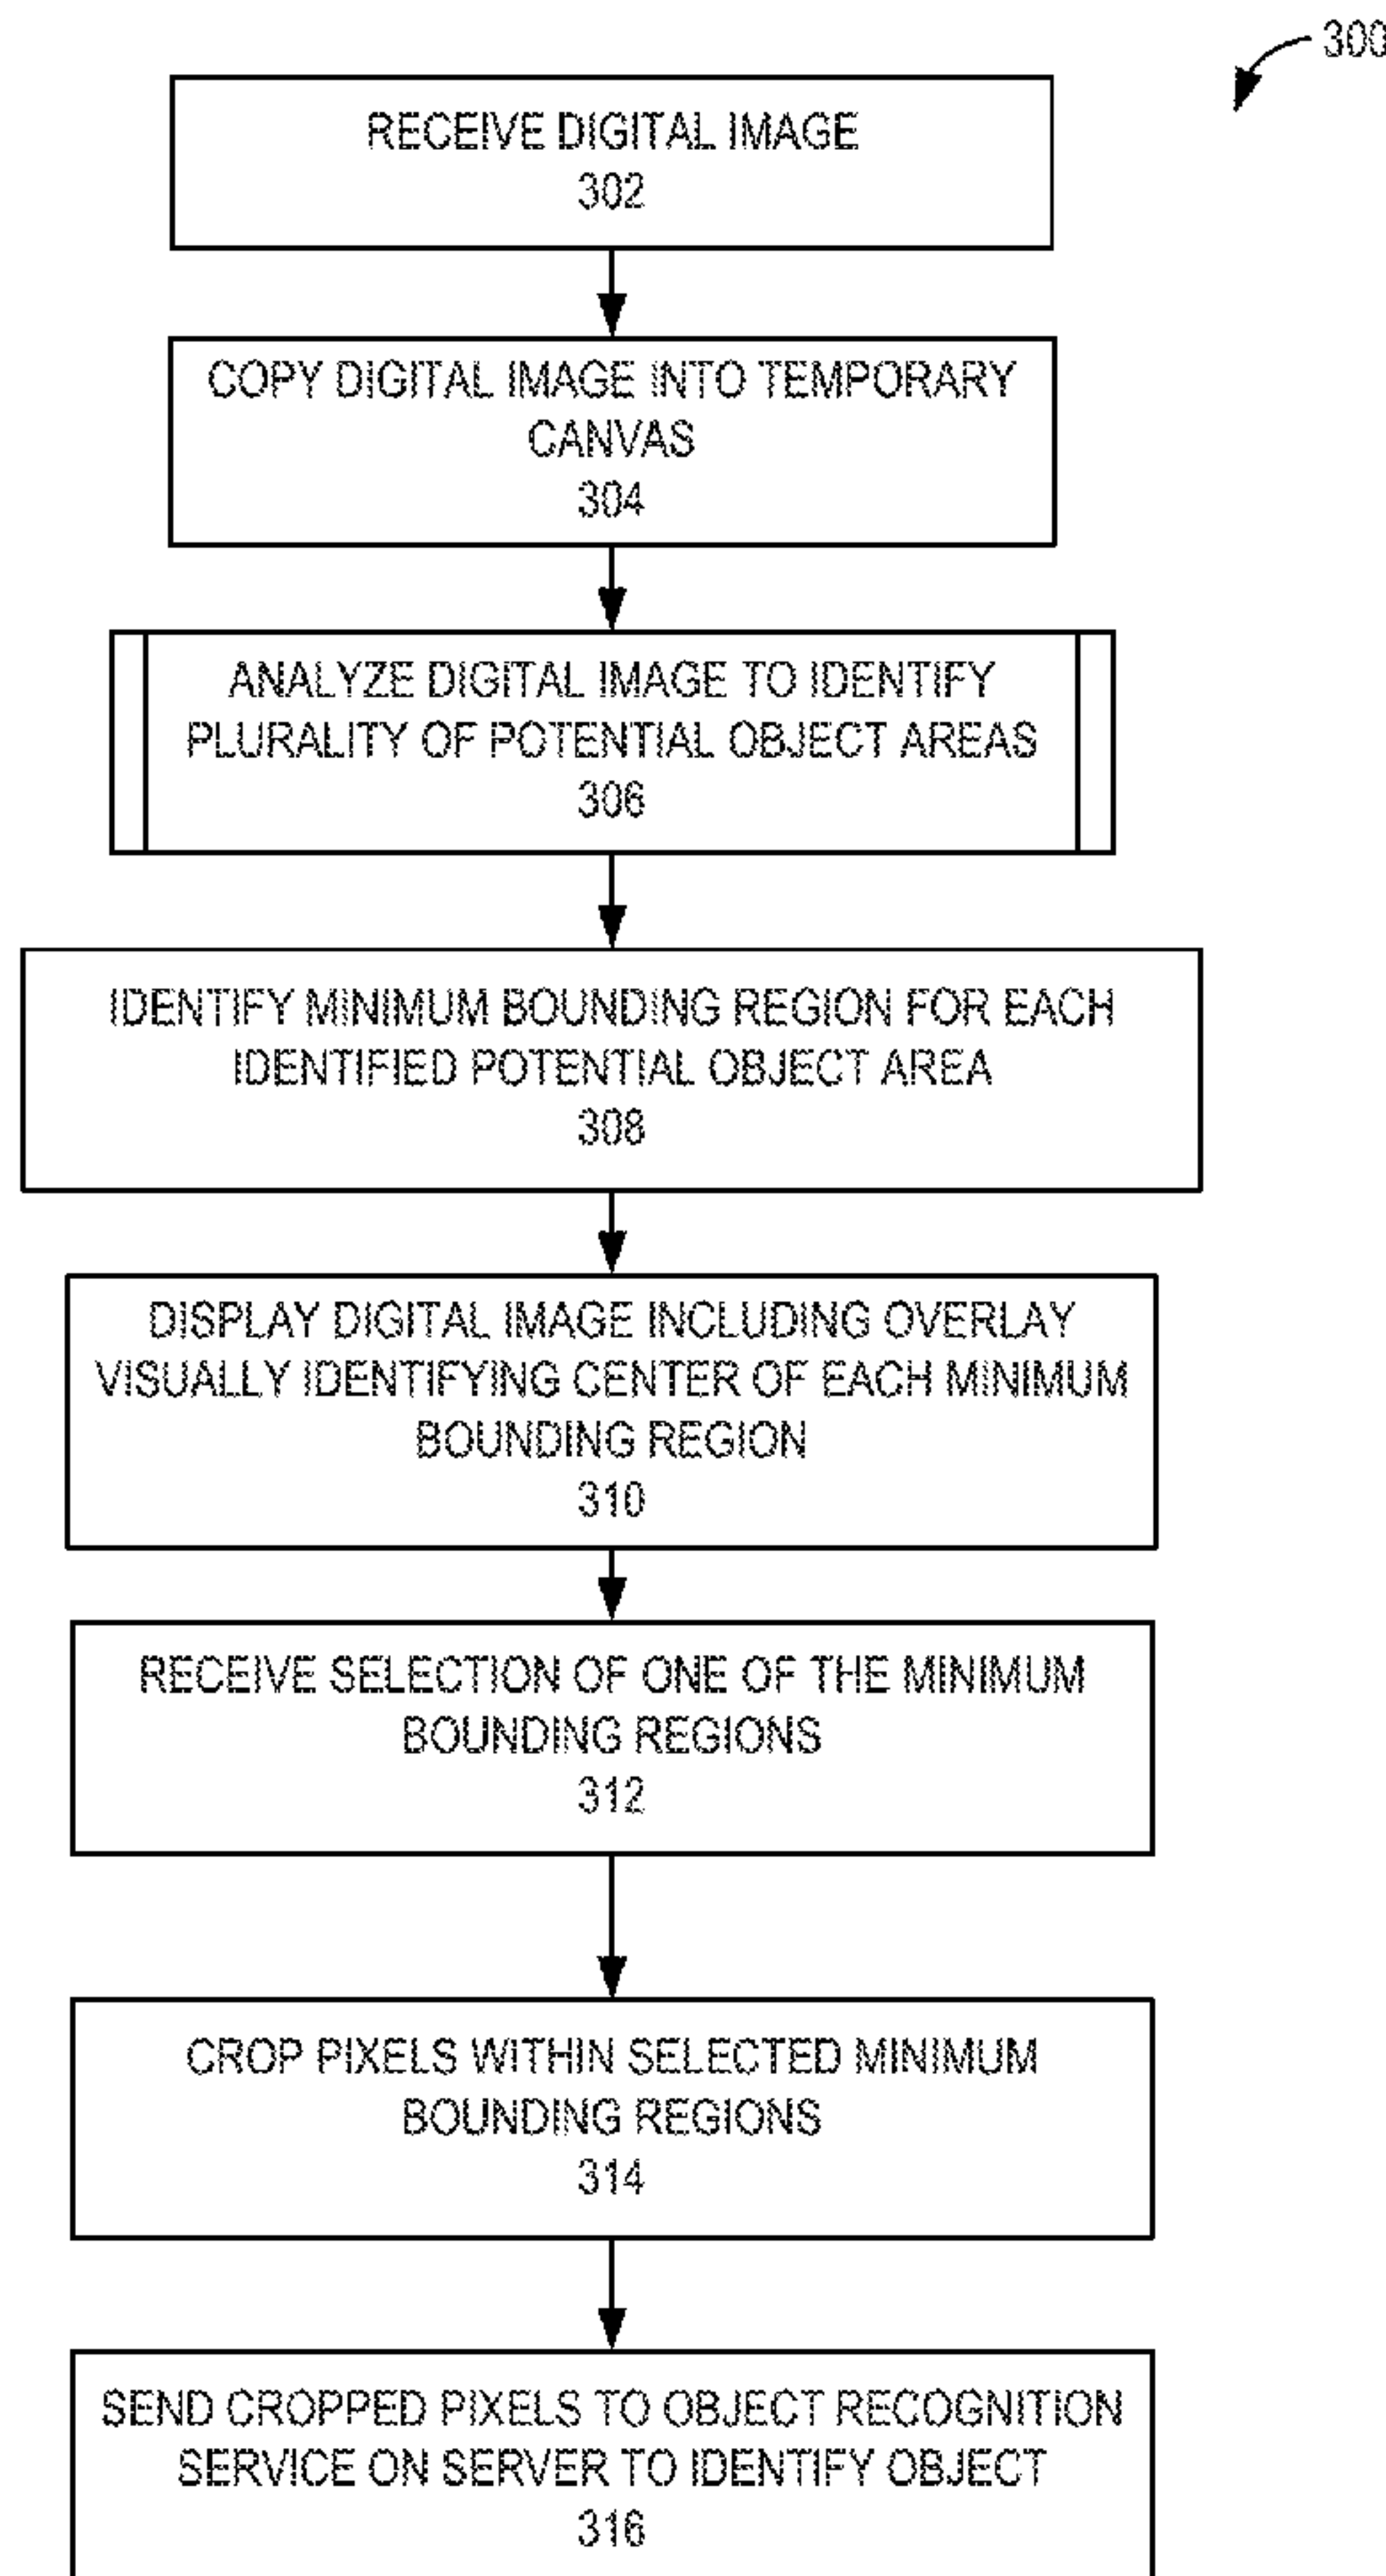 300
RECEIVE DIGITAL IMAGE
302
COPY DIGITAL IMAGE INTO TEMPORARY
CANVAS
304
ANALYZE DIGITAL IMAGE TO IDENTIFY
PLURALITY OF POTENTIAL OBJECT AREAS
306
IDENTIFY MINIMUM BOUNDING REGION FOR EACH
IDENTIFIED POTENTIAL OBJECT AREA
308
DISPLAY DIGITAL IMAGE INCLUDING OVERLAY
VISUALLY IDENTIFYING CENTER OF EACH MINIMUM
BOUNDING REGION
310
RECEIVE SELECTION OF ONE OF THE MINIMUM
BOUNDING REGIONS
312
CROP PIXELS WITHIN SELECTED MINIMUM
BOUNDING REGIONS
314
SEND CROPPED PIXELS TO OBJECT RECOGNITION
SERVICE ON SERVER TO IDENTIFY OBJECT
316